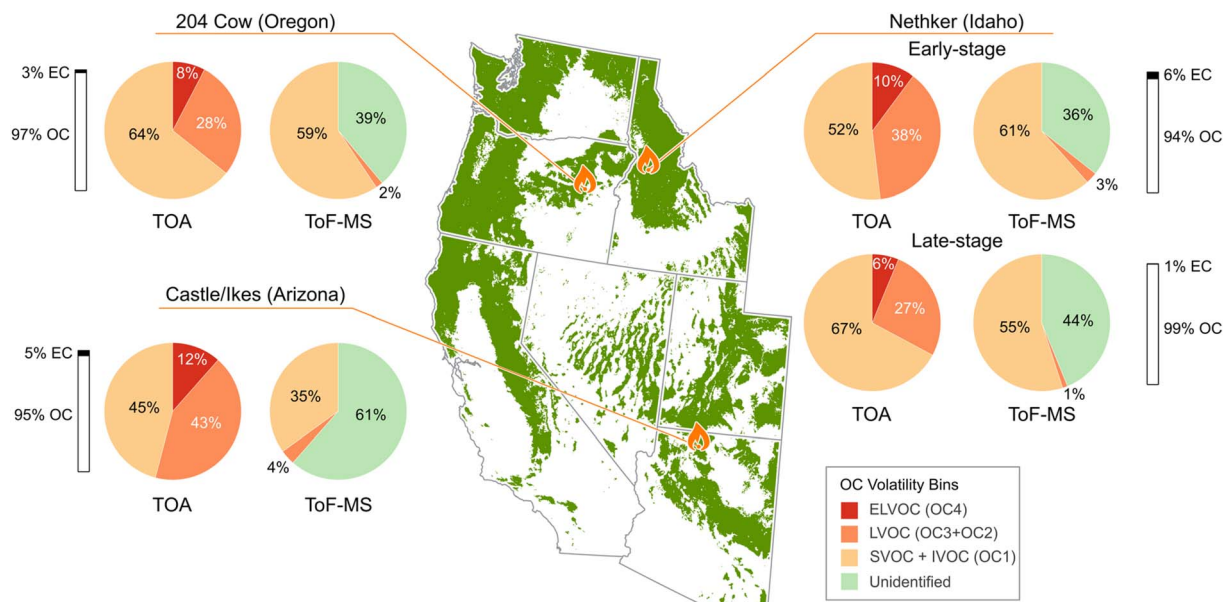 204 Cow (Oregon)
3% EC
97% OC
8%
28%
64%
TOA
39%
59%
2%
ToF-MS
Nethker (Idaho)
Early-stage
10%
38%
52%
TOA
36%
61%
3%
ToF-MS
6% EC
94% OC
Late-stage
6%
27%
67%
TOA
44%
55%
1%
ToF-MS
1% EC
99% OC
Castle/Ikes (Arizona)
5% EC
95% OC
12%
43%
45%
TOA
35%
61%
4%
ToF-MS
OC Volatility Bins
ELVOC (OC4)
LVOC (OC3+OC2)
SVOC + IVOC (OC1)
Unidentified